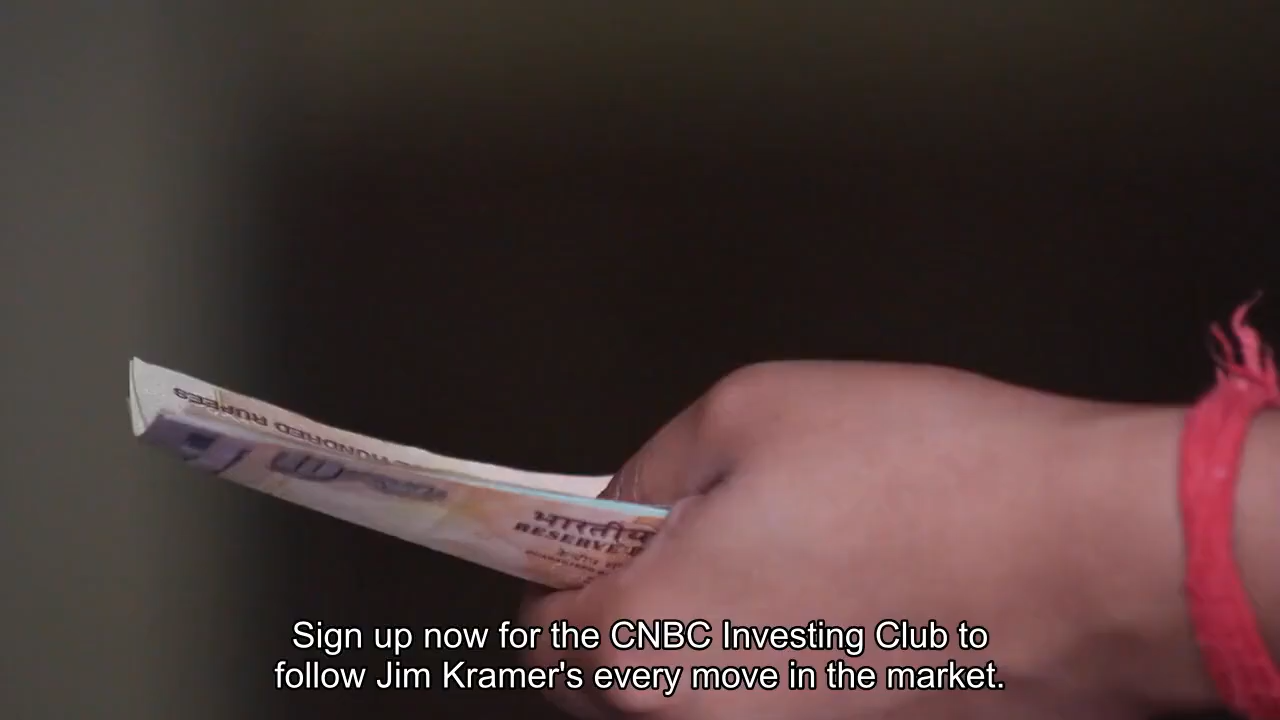 HUNDRED RUPEES
भारतीय
RESERVE
Sign up now for the CNBC Investing Club to
follow Jim Kramer's every move in the market.